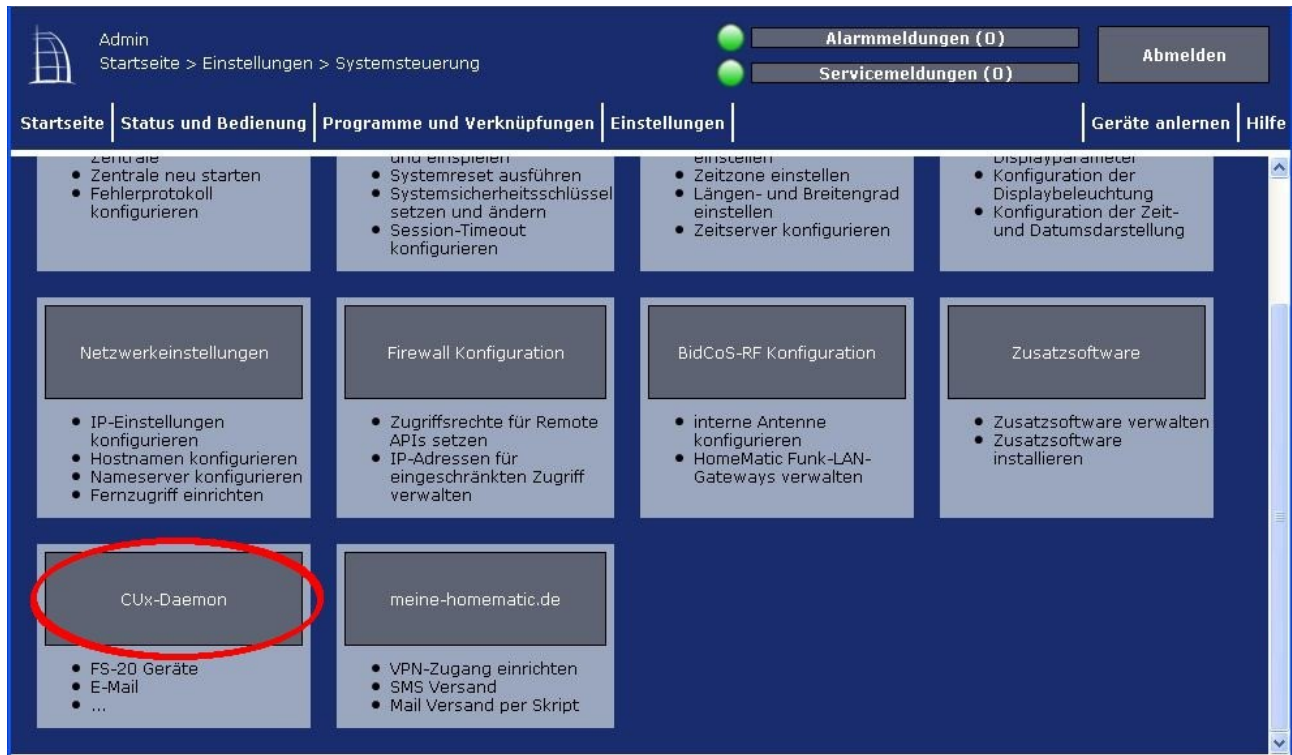 Admin
Startseite > Einstellungen > Systemsteuerung
Alarmmeldungen (0)
Servicemeldungen (0)
Abmelden
Startseite
Status und Bedienung
Programme und Verknüpfungen
Einstellungen
Geräte anlernen
Hilfe
Zentrale
Zentrale neu starten
Fehlerprotokoll
konfigurieren
und einspielen
Systemreset ausführen
Systemsicherheitsschlüssel
setzen und ändern
Session-Timeout
konfigurieren
einstellen
Zeitzone einstellen
Längen- und Breitengrad
einstellen
Zeitserver konfigurieren
Displayparameter
Konfiguration der
Displaybeleuchtung
Konfiguration der Zeit-
und Datumsdarstellung
Netzwerkeinstellungen
IP-Einstellungen
konfigurieren
Hostnamen konfigurieren
Nameserver konfigurieren
Fernzugriff einrichten
Firewall Konfiguration
Zugriffsrechte für Remote
APIs setzen
IP-Adressen für
eingeschränkten Zugriff
verwalten
BidCoS-RF Konfiguration
interne Antenne
konfigurieren
HomeMatic Funk-LAN-
Gateways verwalten
Zusatzsoftware
Zusatzsoftware verwalten
Zusatzsoftware
installieren
CUx-Daemon
FS-20 Geräte
E-Mail
...
meine-homematic.de
VPN-Zugang einrichten
SMS Versand
Mail Versand per Skript